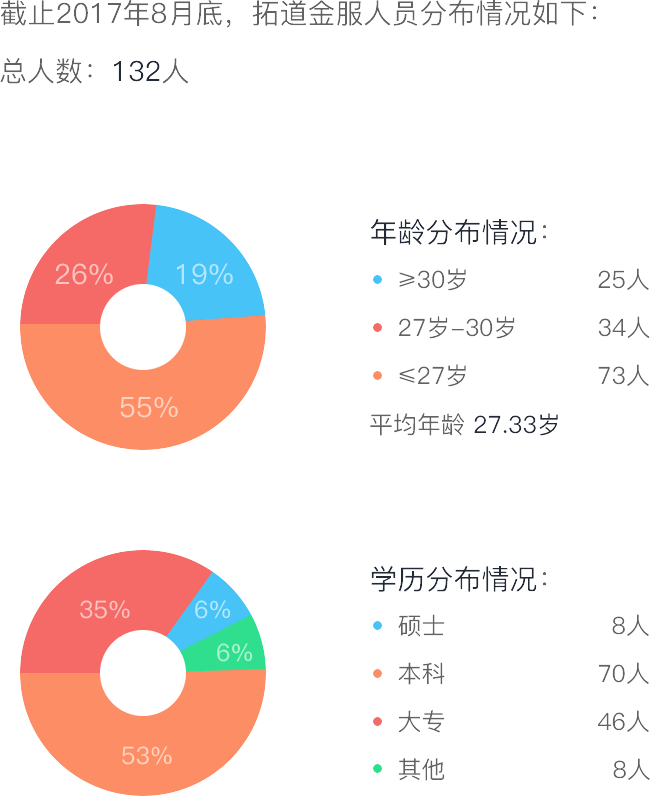 截止2017年8月底，拓道金服人员分布情况如下：
总人数：132人
年龄分布情况：
26%
19%
55%
≥30岁 25人
27岁-30岁 34人
≤27岁 73人
平均年龄 27.33岁
学历分布情况：
35%
6%
6%
53%
硕士 8人
本科 70人
大专 46人
其他 8人